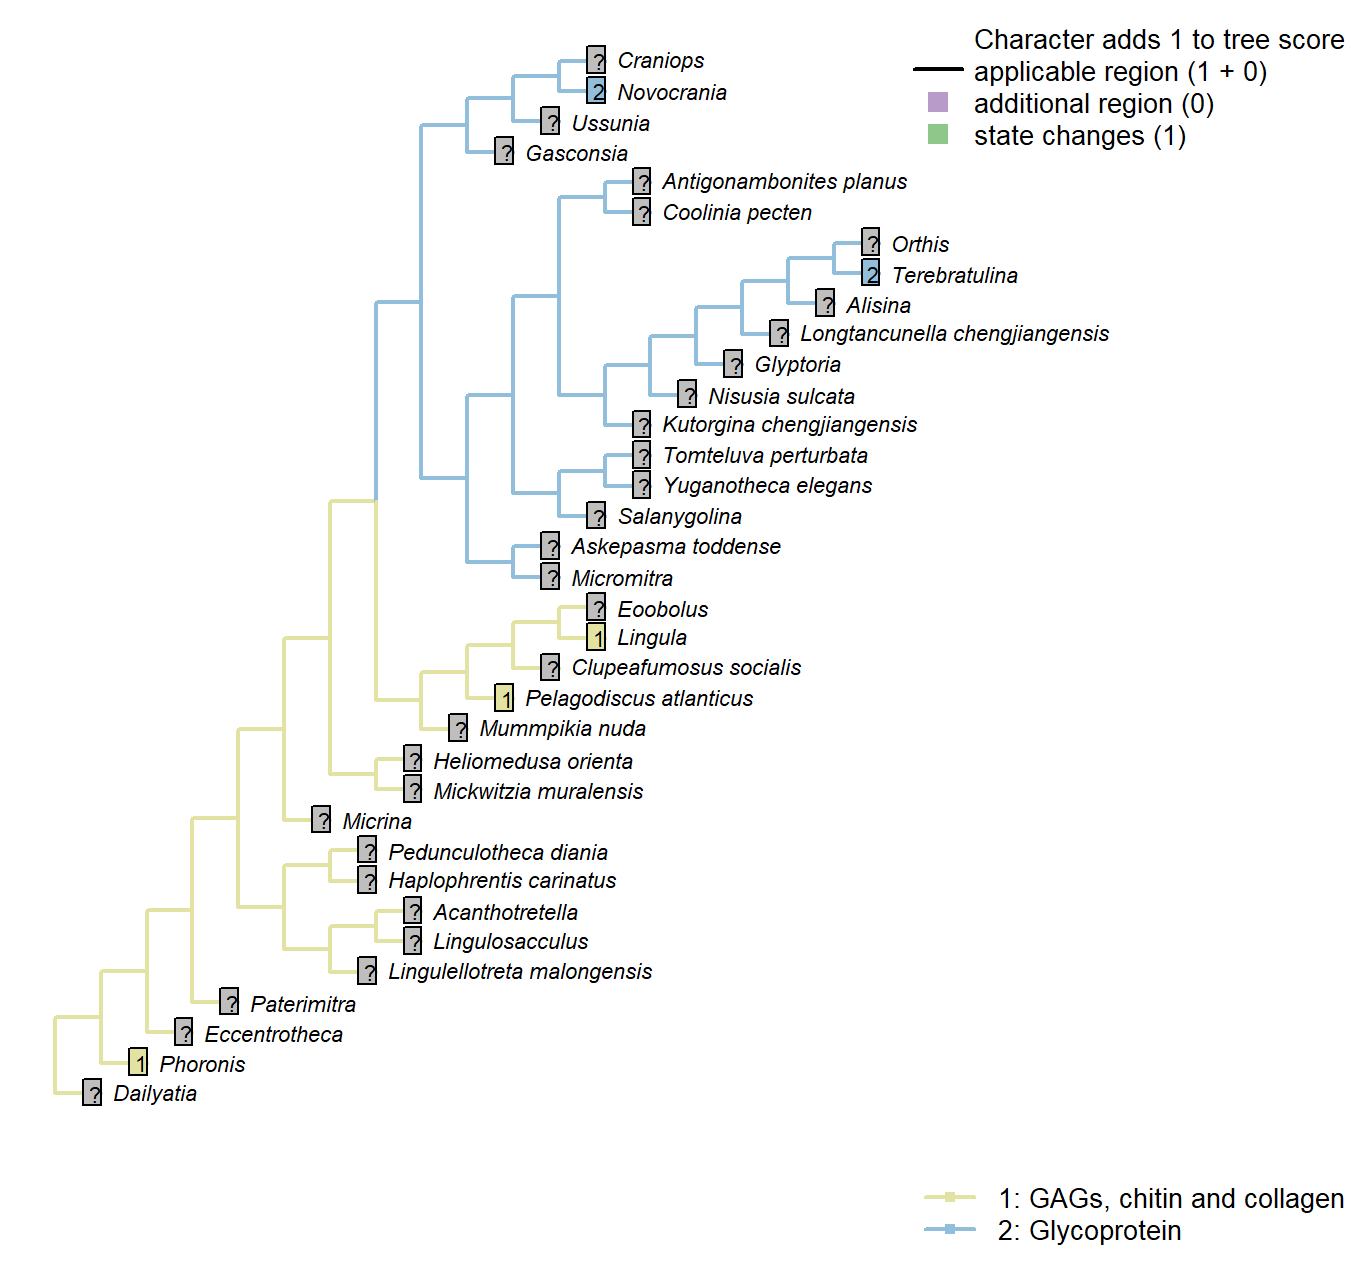 Character adds 1 to tree score
applicable region (1 + 0)
additional region (0)
state changes (1)
? Craniops
2 Novocrania
? Ussunia
? Gasconsia
? Antigonambonites planus
? Coolinia pecten
? Orthis
2 Terebratulina
? Alisina
? Longtancunella chengjiangensis
? Glyptoria
? Nisusia sulcata
? Kutorgina chengjiangensis
? Tomteluva perturbata
? Yuganotheca elegans
? Salanygolina
? Askepasma toddense
? Micromitra
? Eoobolus
1 Lingula
? Clupeafumosus socialis
1 Pelagodiscus atlanticus
? Mummpikia nuda
? Heliomedusa orienta
? Mickwitzia muralensis
? Micrina
? Pedunculotheca diania
? Haplophrentis carinatus
? Acanthotretella
? Lingulosacculus
? Lingulellotreta malongensis
? Paterimitra
? Eccentrotheca
1 Phoronis
? Dailyatia
1: GAGs, chitin and collagen
2: Glycoprotein